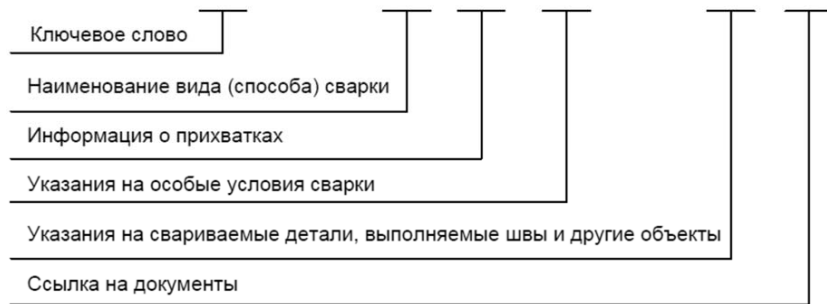 Ключевое слово
Наименование вида (способа) сварки
Информация о прихватках
Указания на особые условия сварки
Указания на свариваемые детали, выполняемые швы и другие объекты
Ссылка на документы